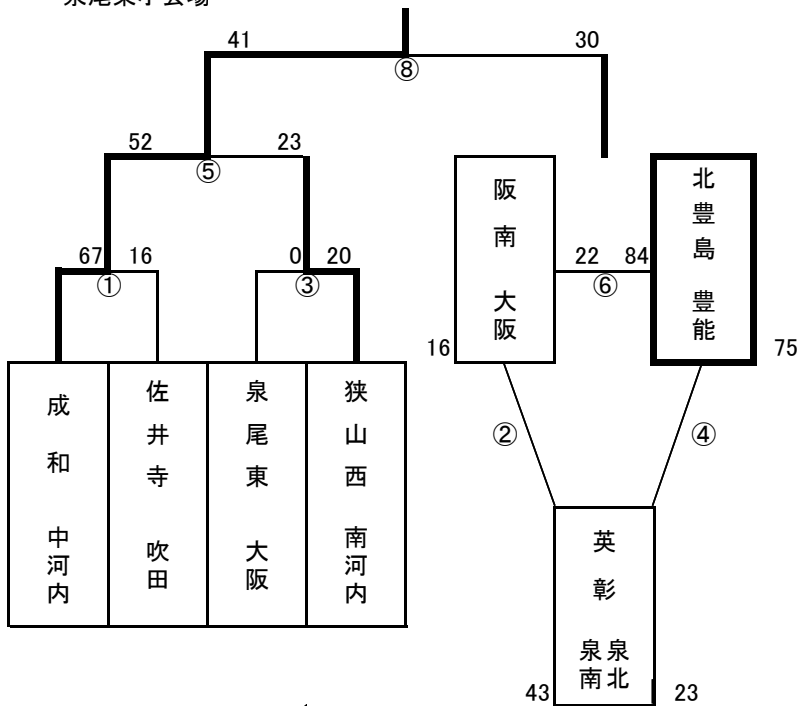 泉尾東小会場
41 30
⑧
52 23
⑤
67 16 0 20
① ③
22 84
⑥
16 75
② ④
43 23
成和 中河内
佐井寺 吹田
泉尾東 大阪
狭山西 南河内
阪南 大阪
北豊島 豊能
英彰 泉北
泉南